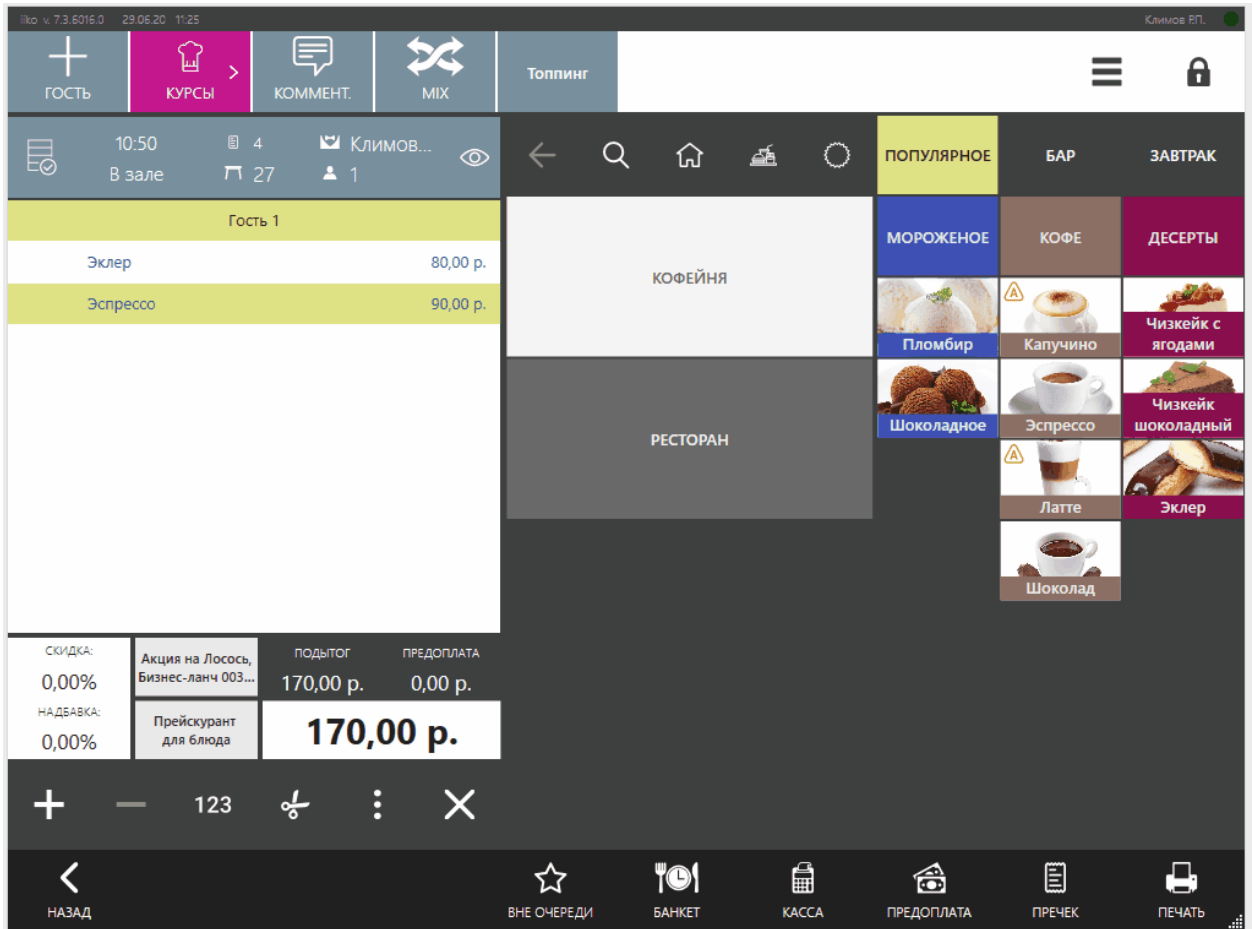 iiko v. 7.3.6016.0 29.06.20 11:25 Климов Р.П.
ГОСТЬ КУРСЫ КОММЕНТ. MIX Топпинг
10:50 4 Климов...
В зале 27 1
ПОПУЛЯРНОЕ БАР ЗАВТРАК
Гость 1
Эклер 80,00 р.
Эспрессо 90,00 р.
КОФЕЙНЯ
РЕСТОРАН
МОРОЖЕНОЕ КОФЕ ДЕСЕРТЫ
Пломбир
A
Капучино
Чизкейк с
ягодами
Шоколадное
Эспрессо
Чизкейк
шоколадный
A
Латте
Эклер
Шоколад
СКИДКА:
0,00%
НАДБАВКА:
0,00%
Акция на Лосось,
Бизнес-ланч 003...
Прейскурант
для блюда
ПОДЫТОГ ПРЕДОПЛАТА
170,00 р. 0,00 р.
170,00 р.
123
НАЗАД ВНЕ ОЧЕРЕДИ БАНКЕТ КАССА ПРЕДОПЛАТА ПРЕЧЕК ПЕЧАТЬ